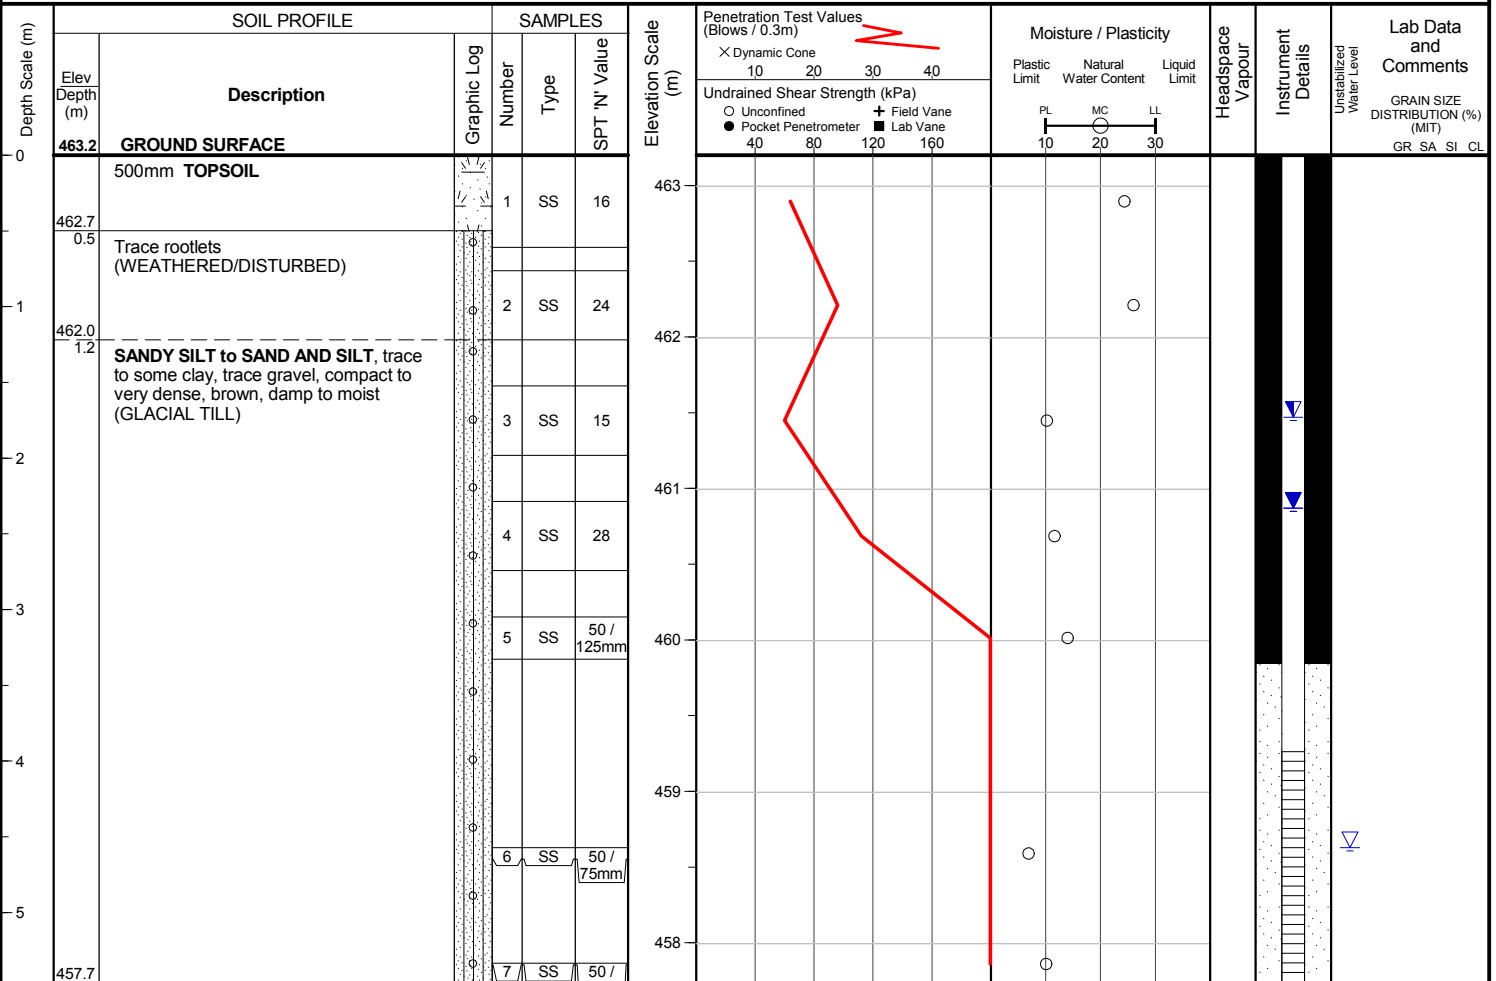 SOIL PROFILE
SAMPLES
Depth Scale (m)
Elev
Depth
(m)
Description
Graphic Log
Number
Type
SPT 'N' Value
Elevation Scale
(m)
Penetration Test Values
(Blows / 0.3m)
× Dynamic Cone
10 20 30 40
Undrained Shear Strength (kPa)
Unconfined
Field Vane
Pocket Penetrometer
Lab Vane
40 80 120 160
Moisture / Plasticity
Plastic Limit
Natural Water Content
Liquid Limit
PL MC LL
10 20 30
Headspace
Vapour
Instrument
Details
Unstabilized
Water Level
Lab Data
and
Comments
GRAIN SIZE
DISTRIBUTION (%)
(MIT)
GR SA SI CL
463.2 GROUND SURFACE
0
500mm TOPSOIL
1 SS 16
463
462.7
0.5
Trace rootlets
(WEATHERED/DISTURBED)
1
2 SS 24
462.0
1.2
462
SANDY SILT to SAND AND SILT, trace
to some clay, trace gravel, compact to
very dense, brown, damp to moist
(GLACIAL TILL)
3 SS 15
2
461
4 SS 28
3
5 SS 50 /
125mm
460
4
459
6 SS 50 /
75mm
5
458
457.7
7 SS 50 /